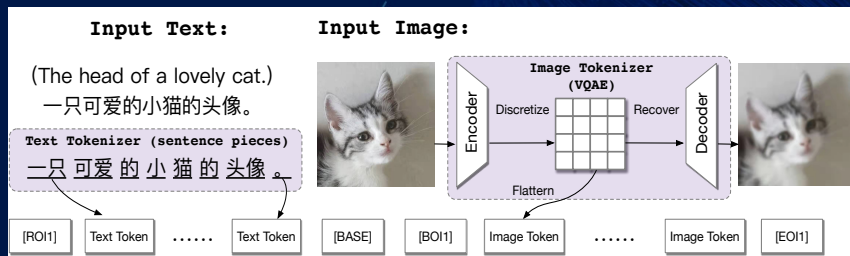 Input Text:
Input Image:
(The head of a lovely cat.)
一只可爱的小猫的头像。
Text Tokenizer (sentence pieces)
一只 可爱 的 小 猫 的 头像 。
Image Tokenizer
(VQAE)
Encoder
Discretize
Recover
Decoder
Flattern
[ROI1]
Text Token
......
Text Token
[BASE]
[BOI1]
Image Token
......
Image Token
[EOI1]